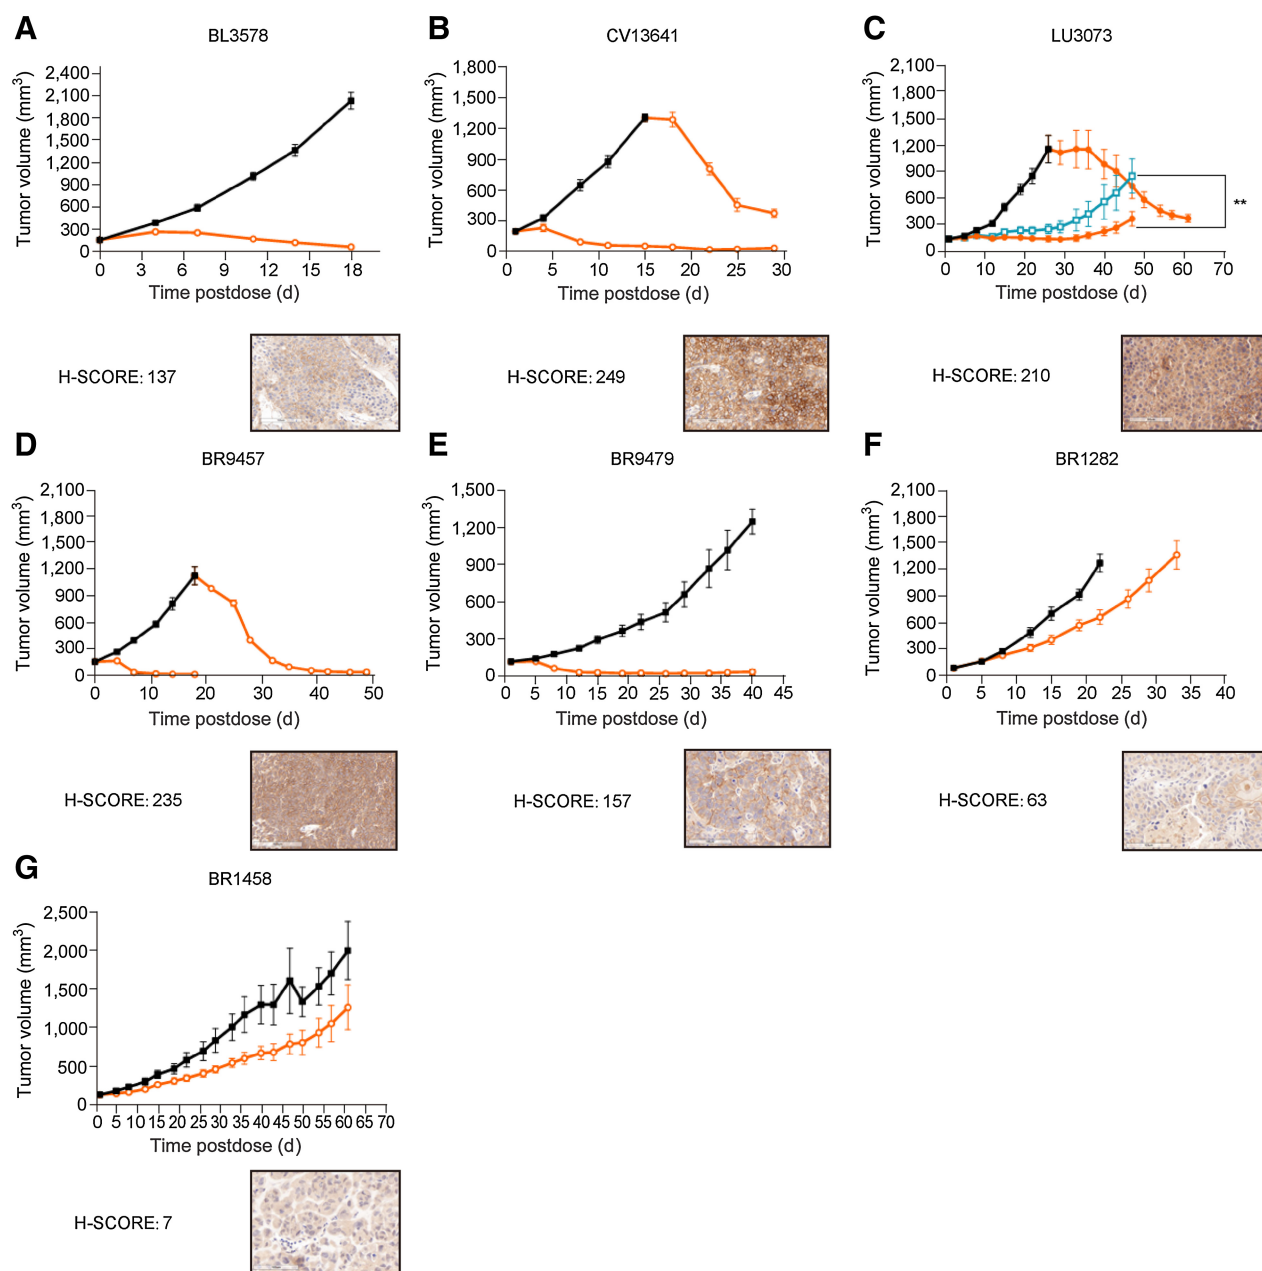 A
BL3578
Tumor volume (mm3)
2,400
2,100
1,800
1,500
1,200
900
600
300
0
0 3 6 9 12 15 18
Time postdose (d)
H-SCORE: 137
B
CV13641
Tumor volume (mm3)
1,800
1,500
1,200
900
600
300
0
0 5 10 15 20 25 30
Time postdose (d)
H-SCORE: 249
C
LU3073
Tumor volume (mm3)
2,100
1,800
1,500
1,200
900
600
300
0
0 10 20 30 40 50 60 70
**
Time postdose (d)
H-SCORE: 210
D
BR9457
Tumor volume (mm3)
2,100
1,800
1,500
1,200
900
600
300
0
0 10 20 30 40 50
Time postdose (d)
H-SCORE: 235
E
BR9479
Tumor volume (mm3)
1,500
1,200
900
600
300
0
0 5 10 15 20 25 30 35 40 45
Time postdose (d)
H-SCORE: 157
F
BR1282
Tumor volume (mm3)
2,100
1,800
1,500
1,200
900
600
300
0
0 5 10 15 20 25 30 35 40
Time postdose (d)
H-SCORE: 63
G
BR1458
Tumor volume (mm3)
2,500
2,000
1,500
1,000
500
0
0 5 10 15 20 25 30 35 40 45 50 55 60 65 70
Time postdose (d)
H-SCORE: 7